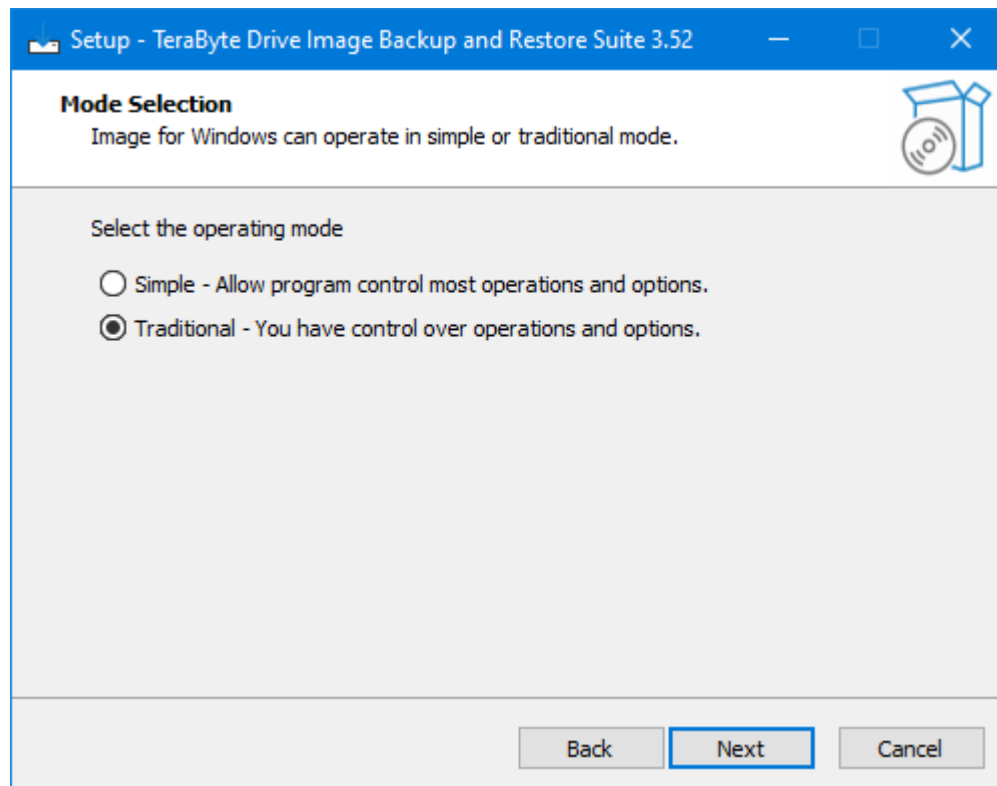 Setup - TeraByte Drive Image Backup and Restore Suite 3.52
Mode Selection
Image for Windows can operate in simple or traditional mode.
Select the operating mode
Simple - Allow program control most operations and options.
Traditional - You have control over operations and options.
Back Next Cancel